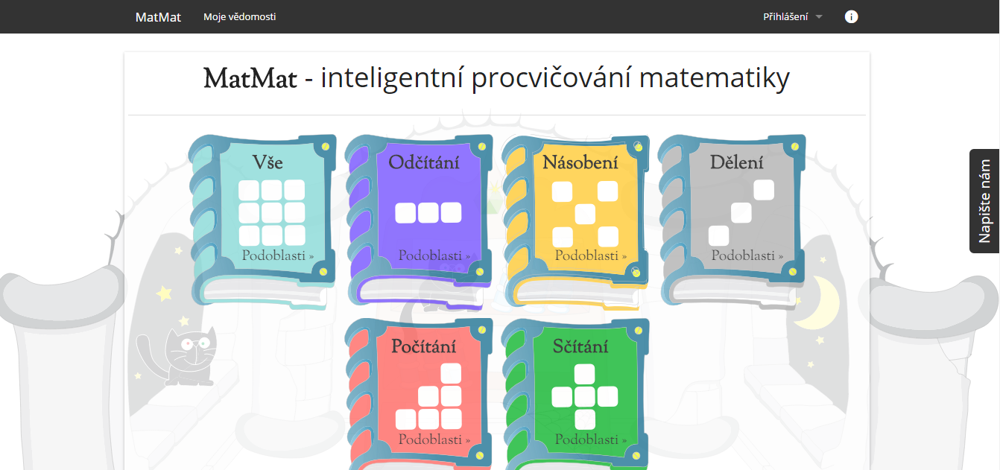 MatMat
Moje vědomosti
Přihlášení
MatMat - inteligentní procvičování matematiky
Vše
Podoblasti »
Odčítání
Podoblasti »
Násobení
Podoblasti »
Dělení
Podoblasti »
Počítání
Podoblasti »
Sčítání
Podoblasti »
Napište nám